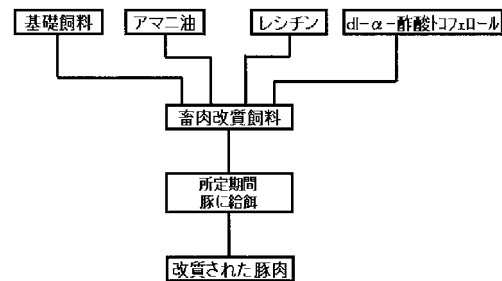 基礎飼料
アマニ油
レシチン
dl-α-酢酸トコフェロール
畜肉改質飼料
所定期間
豚に給餌
改質された豚肉